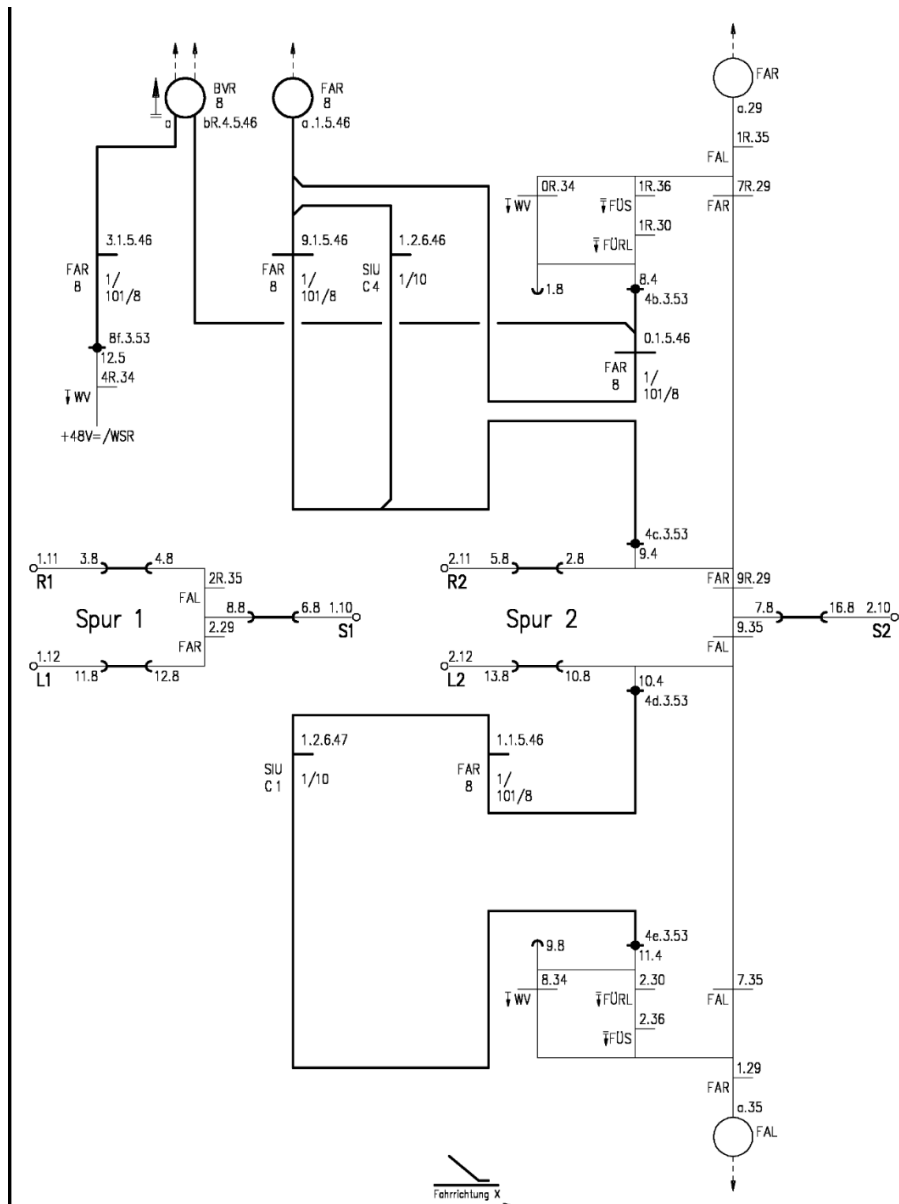 BVR
8
a
bR.4.5.46
FAR
8
a.1.5.46
FAR
a.29
1R.35
FAL
0R.34
WV
1R.36
FÜS
7R.29
FAR
1R.30
FÜRL
3.1.5.46
FAR
8
1/
101/8
9.1.5.46
FAR
8
1/
101/8
1.2.6.46
SIU
C4
1/10
1.8
8.4
4b.3.53
8f.3.53
12.5
4R.34
WV
+48V=/WSR
0.1.5.46
FAR
8
1/
101/8
4c.3.53
9.4
1.11
3.8
4.8
R1
2R.35
FAL
Spur 1
8.8
6.8
1.10
S1
2.29
FAR
1.12
L1
11.8
12.8
2.11
5.8
2.8
R2
FAR
9R.29
Spur 2
7.8
16.8
2.10
S2
9.35
FAL
2.12
L2
13.8
10.8
10.4
4d.3.53
1.2.6.47
SIU
C1
1/10
1.1.5.46
FAR
8
1/
101/8
4e.3.53
11.4
9.8
8.34
WV
2.30
FÜRL
2.36
FÜS
7.35
FAL
1.29
FAR
a.35
FAL
Fahrrichtung X